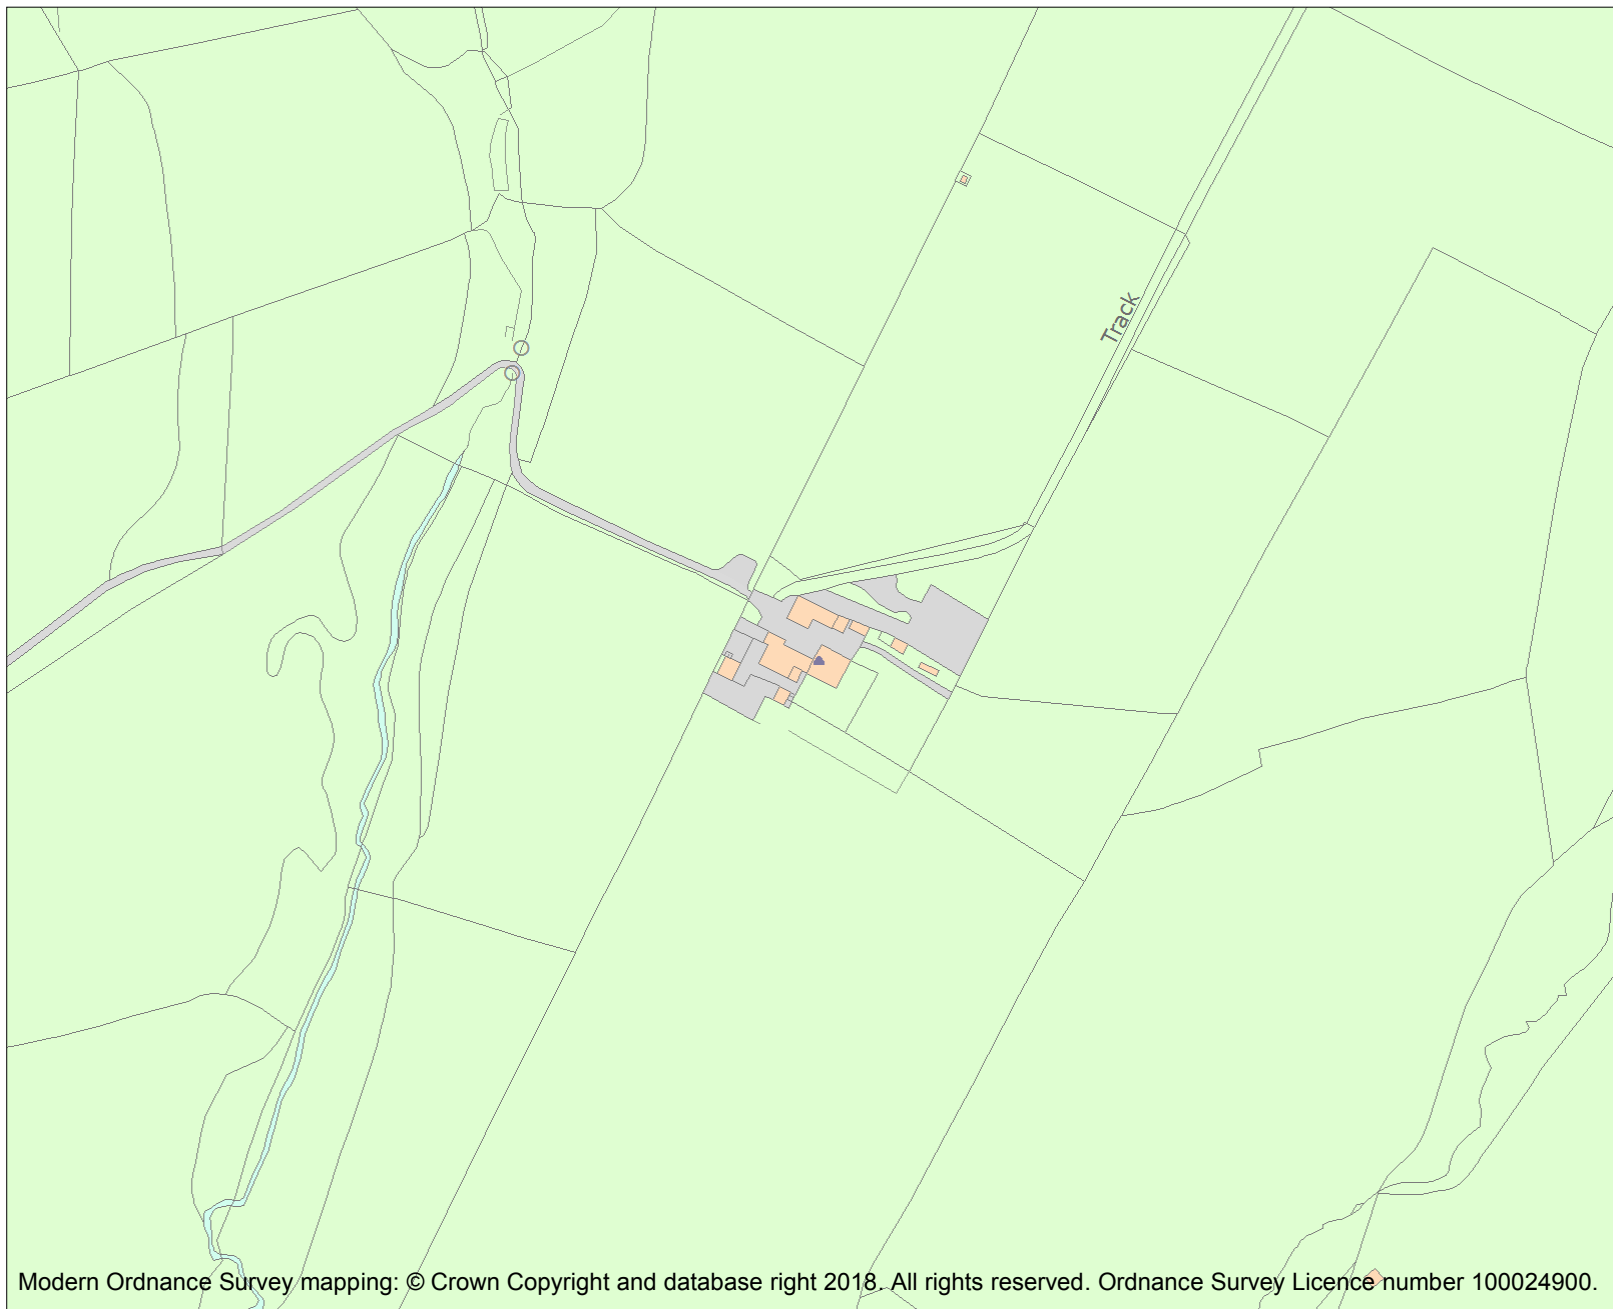 Track
Modern Ordnance Survey mapping: © Crown Copyright and database right 2018. All rights reserved. Ordnance Survey Licence number 100024900.